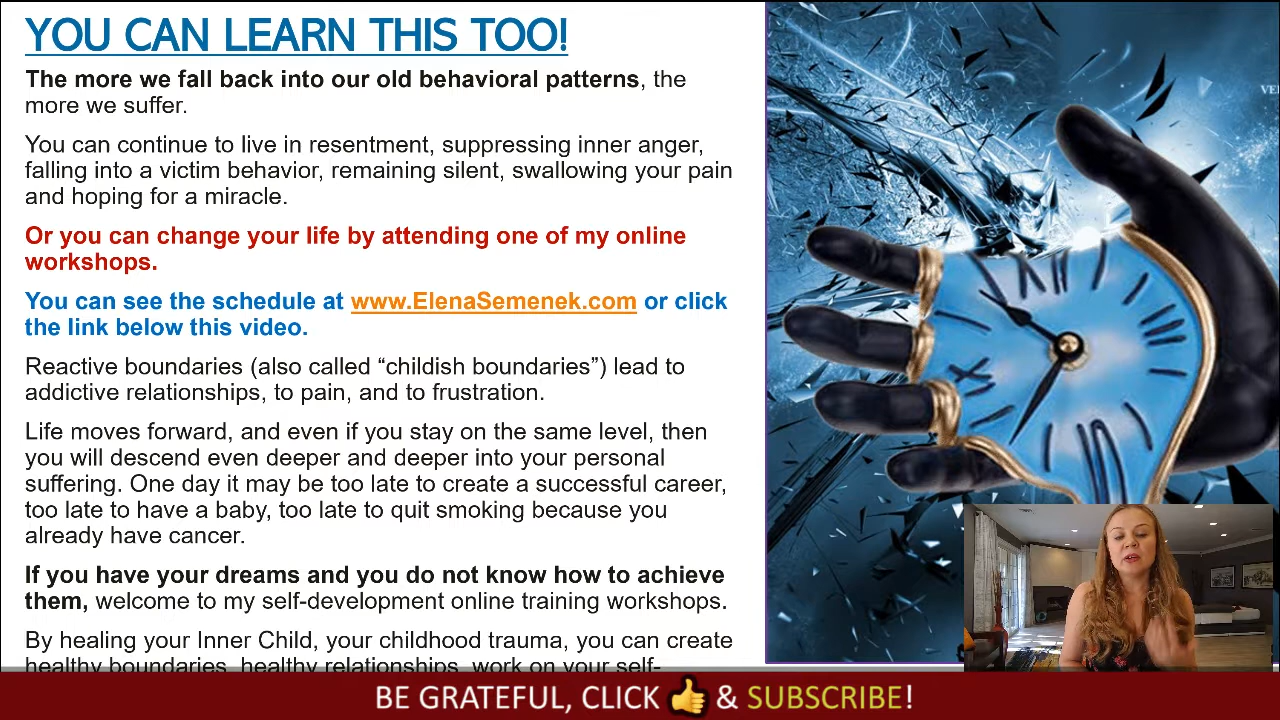 YOU CAN LEARN THIS TOO!
The more we fall back into our old behavioral patterns, the
more we suffer.
You can continue to live in resentment, suppressing inner anger,
falling into a victim behavior, remaining silent, swallowing your pain
and hoping for a miracle.
Or you can change your life by attending one of my online
workshops.
You can see the schedule at www.ElenaSemenek.com or click
the link below this video.
Reactive boundaries (also called “childish boundaries”) lead to
addictive relationships, to pain, and to frustration.
Life moves forward, and even if you stay on the same level, then
you will descend even deeper and deeper into your personal
suffering. One day it may be too late to create a successful career,
too late to have a baby, too late to quit smoking because you
already have cancer.
If you have your dreams and you do not know how to achieve
them, welcome to my self-development online training workshops.
By healing your Inner Child, your childhood trauma, you can create
healthy boundaries, healthy relationships, work on your self-
VE
BE GRATEFUL, CLICK 👍 & SUBSCRIBE!